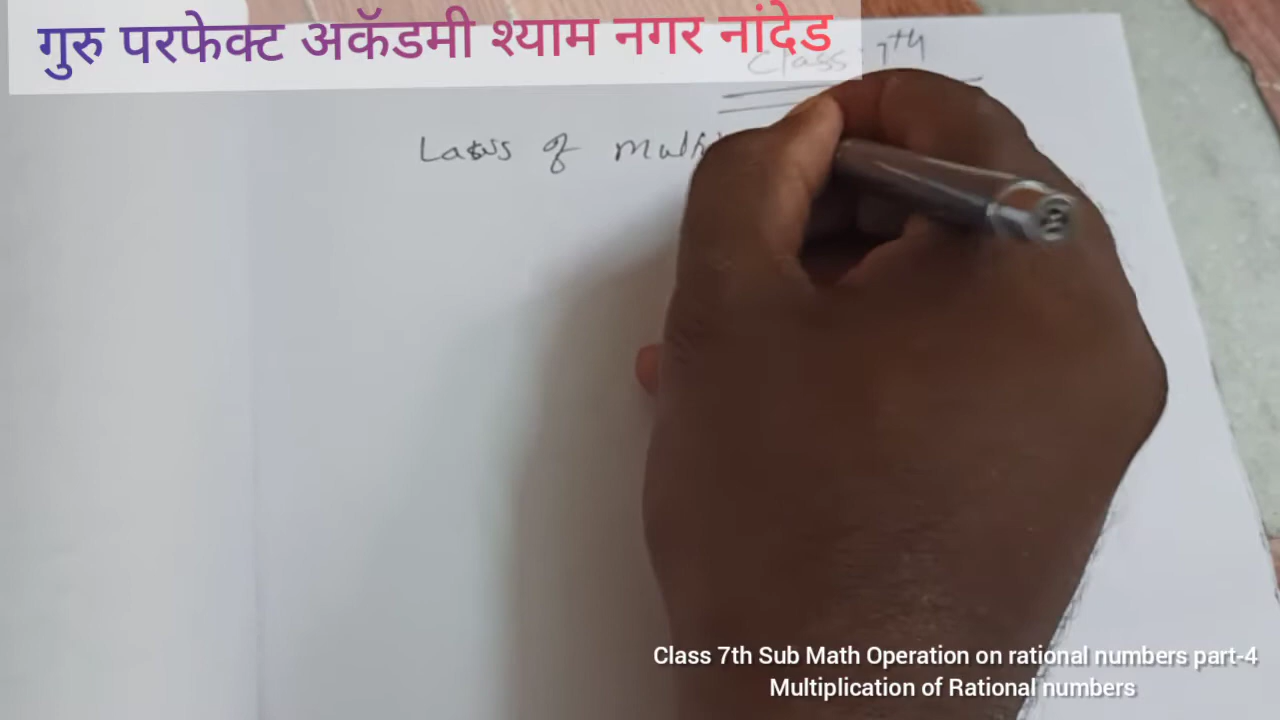 गुरु परफेक्ट अकॅडमी श्याम नगर नांदेड
Class 7th
Laws of
Class 7th Sub Math Operation on rational numbers part-4
Multiplication of Rational numbers